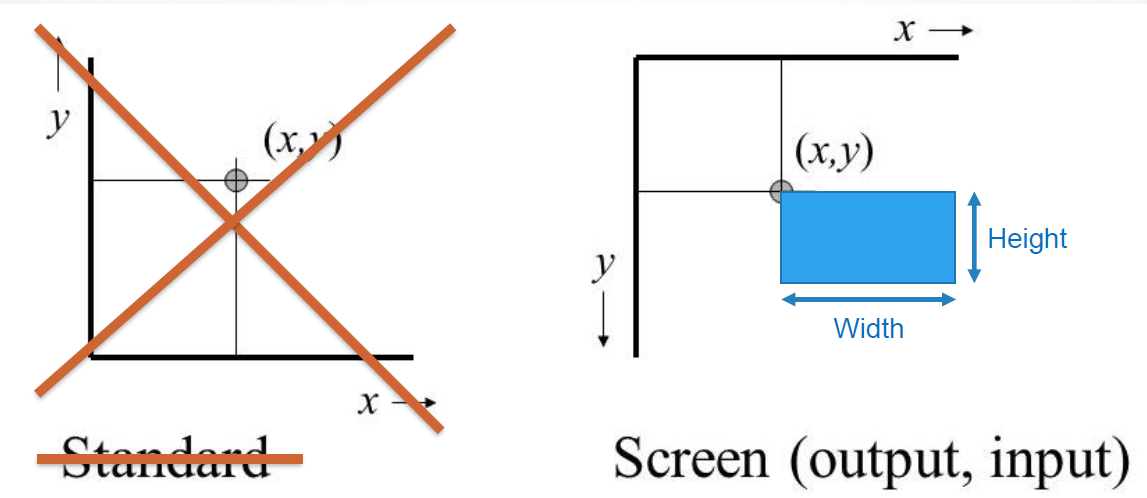 y
(x,y)
x
Standard
x
(x,y)
y
Height
Width
Screen (output, input)